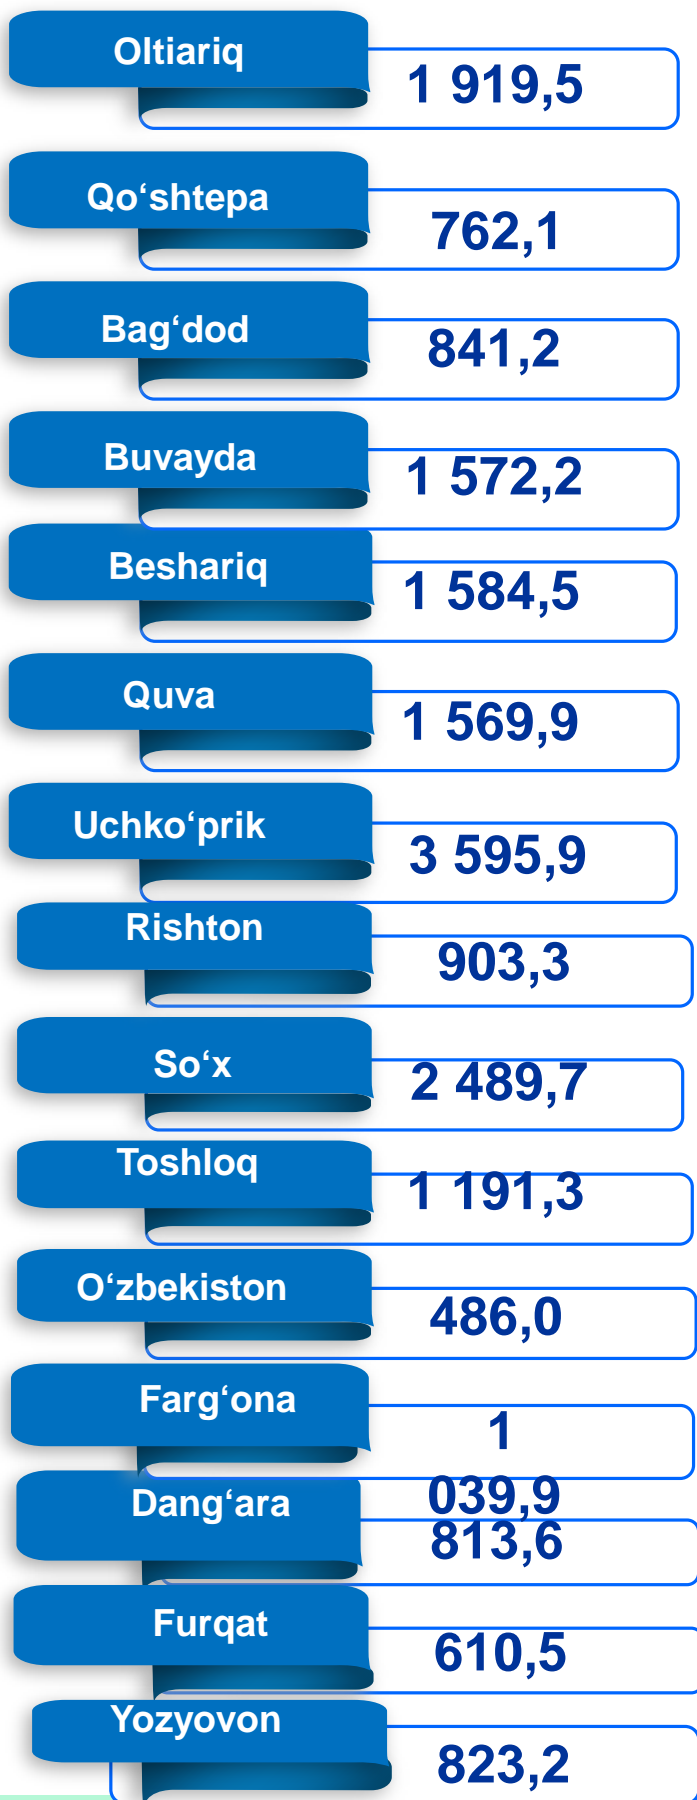 Oltiariq
1 919,5
Qo‘shtepa
762,1
Bag‘dod
841,2
Buvayda
1 572,2
Beshariq
1 584,5
Quva
1 569,9
Uchko‘prik
3 595,9
Rishton
903,3
So‘x
2 489,7
Toshloq
1 191,3
O‘zbekiston
486,0
Farg‘ona
1
039,9
Dang‘ara
813,6
Furqat
610,5
Yozyovon
823,2